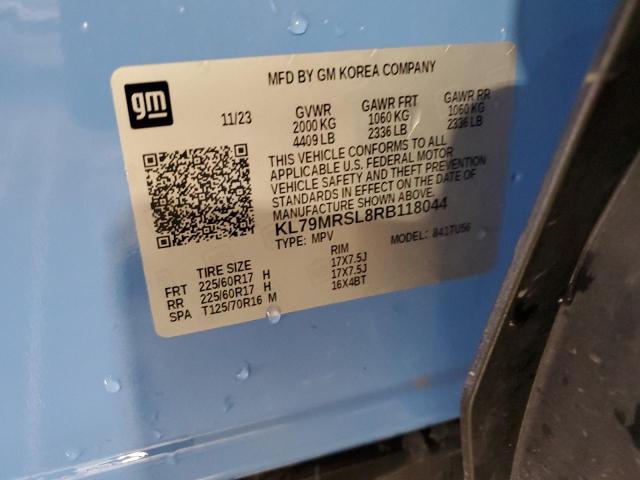 MFD BY GM KOREA COMPANY
gm
11/23 GVWR GAWR FRT GAWR RR
2000 KG 1060 KG 1060 KG
4409 LB 2336 LB 2336 LB
THIS VEHICLE CONFORMS TO ALL
APPLICABLE U.S. FEDERAL MOTOR
VEHICLE SAFETY AND THEFT PREVENTION
STANDARDS IN EFFECT ON THE DATE OF
MANUFACTURE SHOWN ABOVE.
KL79MRSL8RB118044
TYPE: MPV MODEL: 841TU56
TIRE SIZE RIM
FRT 225/60R17 H 17X7.5J
RR 225/60R17 H 17X7.5J
SPA T125/70R16 M 16X4BT